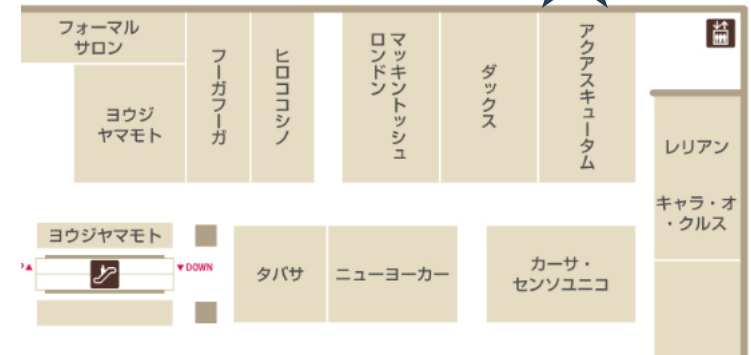 フォーマル
サロン
フーガフーガ
ヒロココシノ
マッキントッシュ
ロンドン
ダックス
アクアスキュータム
ヨウジ
ヤマモト
レリアン
キャラ・オ
・クルス
ヨウジヤマモト
▼DOWN
タバサ
ニューヨーカー
カーサ・
センソユニコ